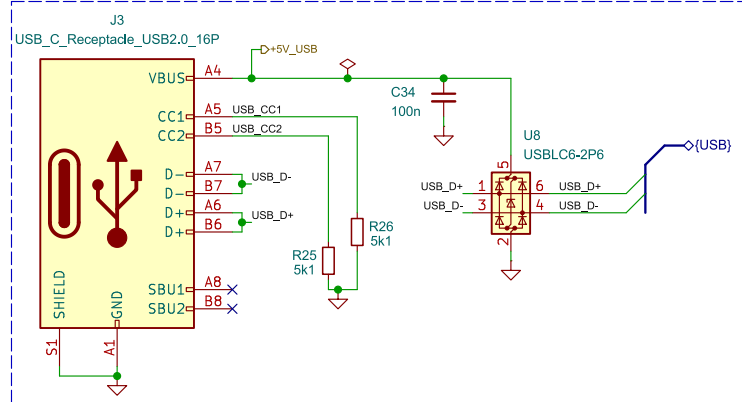 J3
USB_C_Receptacle_USB2.0_16P
+5V_USB
VBUS A4
C34
100n
CC1 A5 USB_CC1
CC2 B5 USB_CC2
U8
USBLC6-2P6
{USB}
5
D- A7
USB_D-
D- B7
USB_D+ 1 6 USB_D+
USB_D- 3 4 USB_D-
D+ A6
USB_D+
D+ B6
2
R26
5k1
R25
5k1
SBU1 A8
SBU2 B8
SHIELD
GND
S1
A1